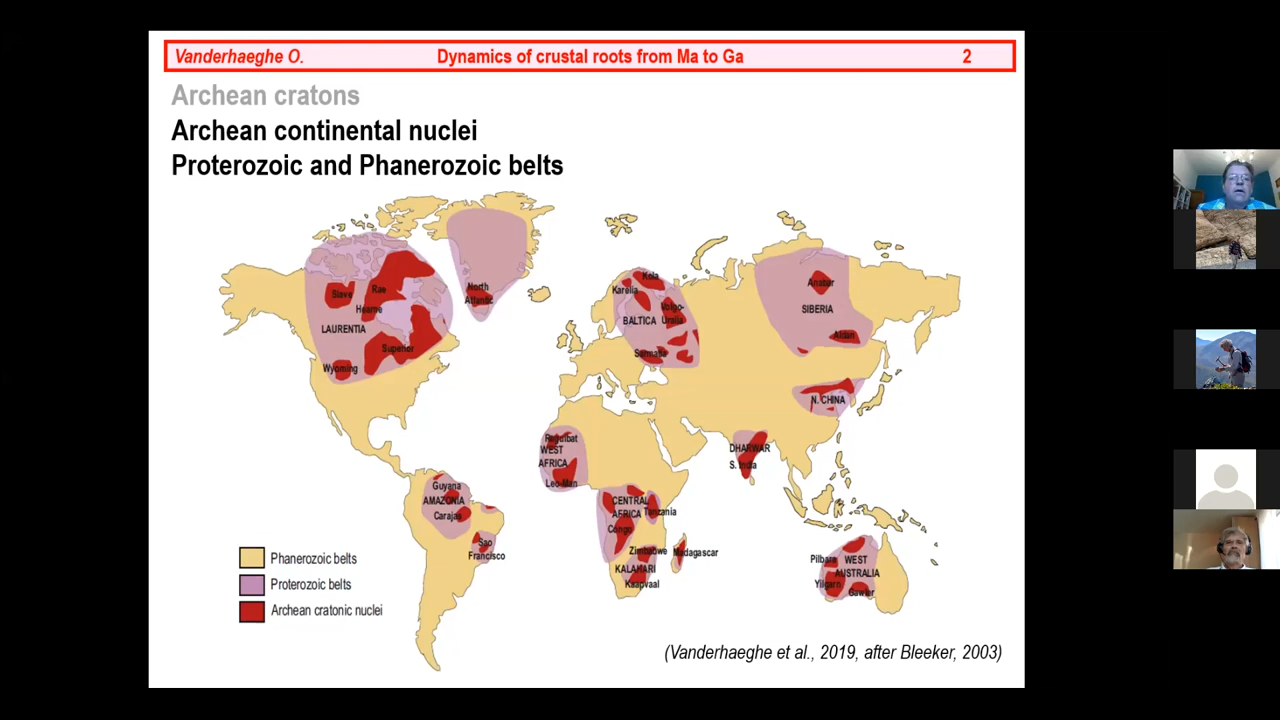 Vanderhaeghe O. Dynamics of crustal roots from Ma to Ga 2
Archean cratons
Archean continental nuclei
Proterozoic and Phanerozoic belts
Slave
Rae
Hearne
LAURENTIA
Superior
Wyoming
North
Atlantic
Kola
Karelia
Volgo-
BALTICA Uralia
Sarmatia
Anabar
SIBERIA
Aldan
N. CHINA
Reguibat
WEST
AFRICA
Leo-Man
DHARWAR
S. India
Guyana
AMAZONIA
Carajas
Sao
Francisco
CENTRAL
AFRICA Tanzania
Congo
Zimbabwe Madagascar
KALAHARI
Kaapvaal
Pilbara WEST
AUSTRALIA
Yilgarn
Gawler
Phanerozoic belts
Proterozoic belts
Archean cratonic nuclei
(Vanderhaeghe et al., 2019, after Bleeker, 2003)